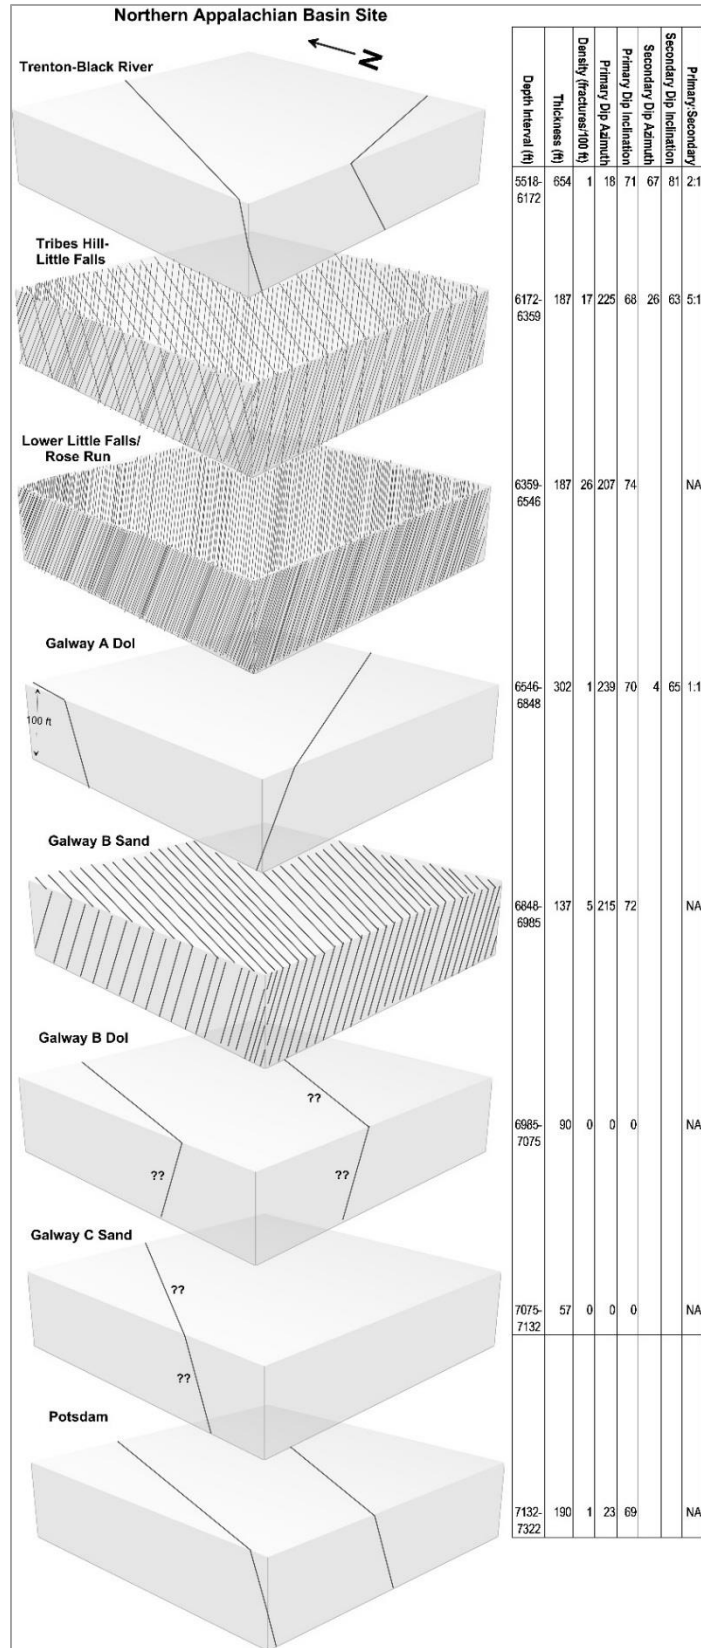 Northern Appalachian Basin Site
N
Trenton-Black River
Tribes Hill-
Little Falls
Lower Little Falls/
Rose Run
Galway A Dol
100 ft
Galway B Sand
Galway B Dol
??
??
??
Galway C Sand
??
??
Potsdam
Depth Interval (ft)
Thickness (ft)
Density (fractures/100 ft)
Primary Dip Azimuth
Primary Dip Inclination
Secondary Dip Azimuth
Secondary Dip Inclination
Primary:Secondary
5518- 654 1 18 71 67 81 2:1
6172
6172- 187 17 225 68 26 63 5:1
6359
6359- 187 26 207 74 NA
6546
6546- 302 1 239 70 4 65 1:1
6848
6848- 137 5 215 72 NA
6985
6985- 90 0 0 0 NA
7075
7075- 57 0 0 0 NA
7132
7132- 190 1 23 69 NA
7322